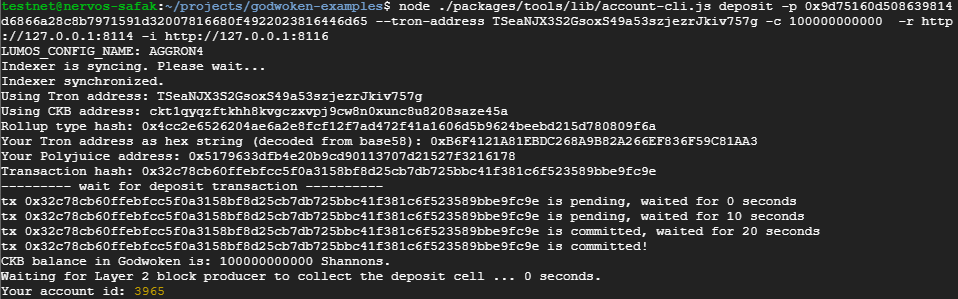 testnet@nervos-safak:~/projects/godwoken-examples$ node ./packages/tools/lib/account-cli.js deposit -p 0x9d75160d508639814
d6866a28c8b7971591d32007816680f4922023816446d65 --tron-address TSeaNJX3S2GsoxS49a53szjezrJkiv757g -c 100000000000  -r http
://127.0.0.1:8114 -i http://127.0.0.1:8116
LUMOS_CONFIG_NAME: AGGRON4
Indexer is syncing. Please wait...
Indexer synchronized.
Using Tron address: TSeaNJX3S2GsoxS49a53szjezrJkiv757g
Using CKB address: ckt1qyqzftkhh8kvgczxvpj9cw8n0xunc8u8208saze45a
Rollup type hash: 0x4cc2e6526204ae6a2e8fcf12f7ad472f41a1606d5b9624beebd215d780809f6a
Your Tron address as hex string (decoded from base58): 0xB6F4121A81EBDC268A9B82A266EF836F59C81AA3
Your Polyjuice address: 0x5179633dfb4e20b9cd90113707d21527f3216178
Transaction hash: 0x32c78cb60ffebfcc5f0a3158bf8d25cb7db725bbc41f381c6f523589bbe9fc9e
--------- wait for deposit transaction ----------
tx 0x32c78cb60ffebfcc5f0a3158bf8d25cb7db725bbc41f381c6f523589bbe9fc9e is pending, waited for 0 seconds
tx 0x32c78cb60ffebfcc5f0a3158bf8d25cb7db725bbc41f381c6f523589bbe9fc9e is pending, waited for 10 seconds
tx 0x32c78cb60ffebfcc5f0a3158bf8d25cb7db725bbc41f381c6f523589bbe9fc9e is committed, waited for 20 seconds
tx 0x32c78cb60ffebfcc5f0a3158bf8d25cb7db725bbc41f381c6f523589bbe9fc9e is committed!
CKB balance in Godwoken is: 100000000000 Shannons.
Waiting for Layer 2 block producer to collect the deposit cell ... 0 seconds.
Your account id: 3965